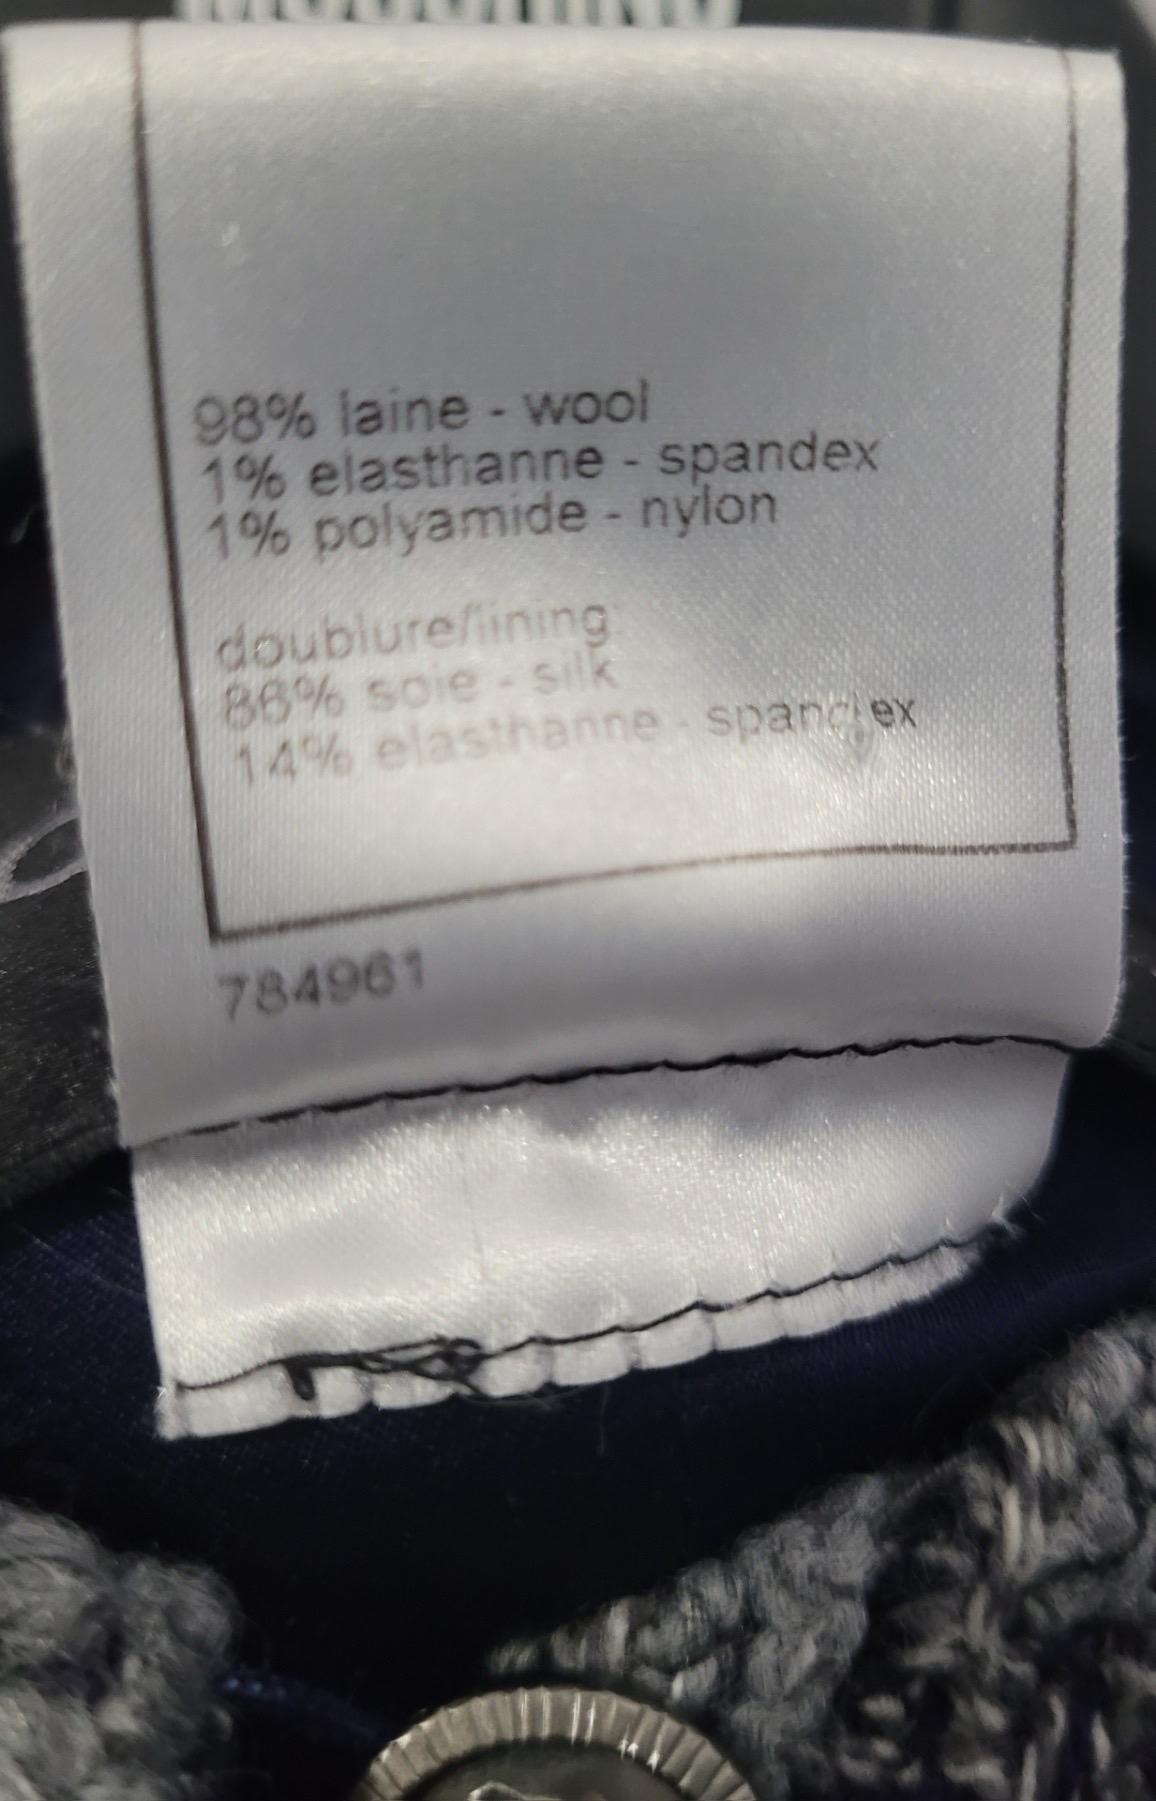 98% laine - wool
1% elasthanne - spandex
1% polyamide - nylon
doublure/lining:
86% soie - silk
14% elasthanne - spandex
784961